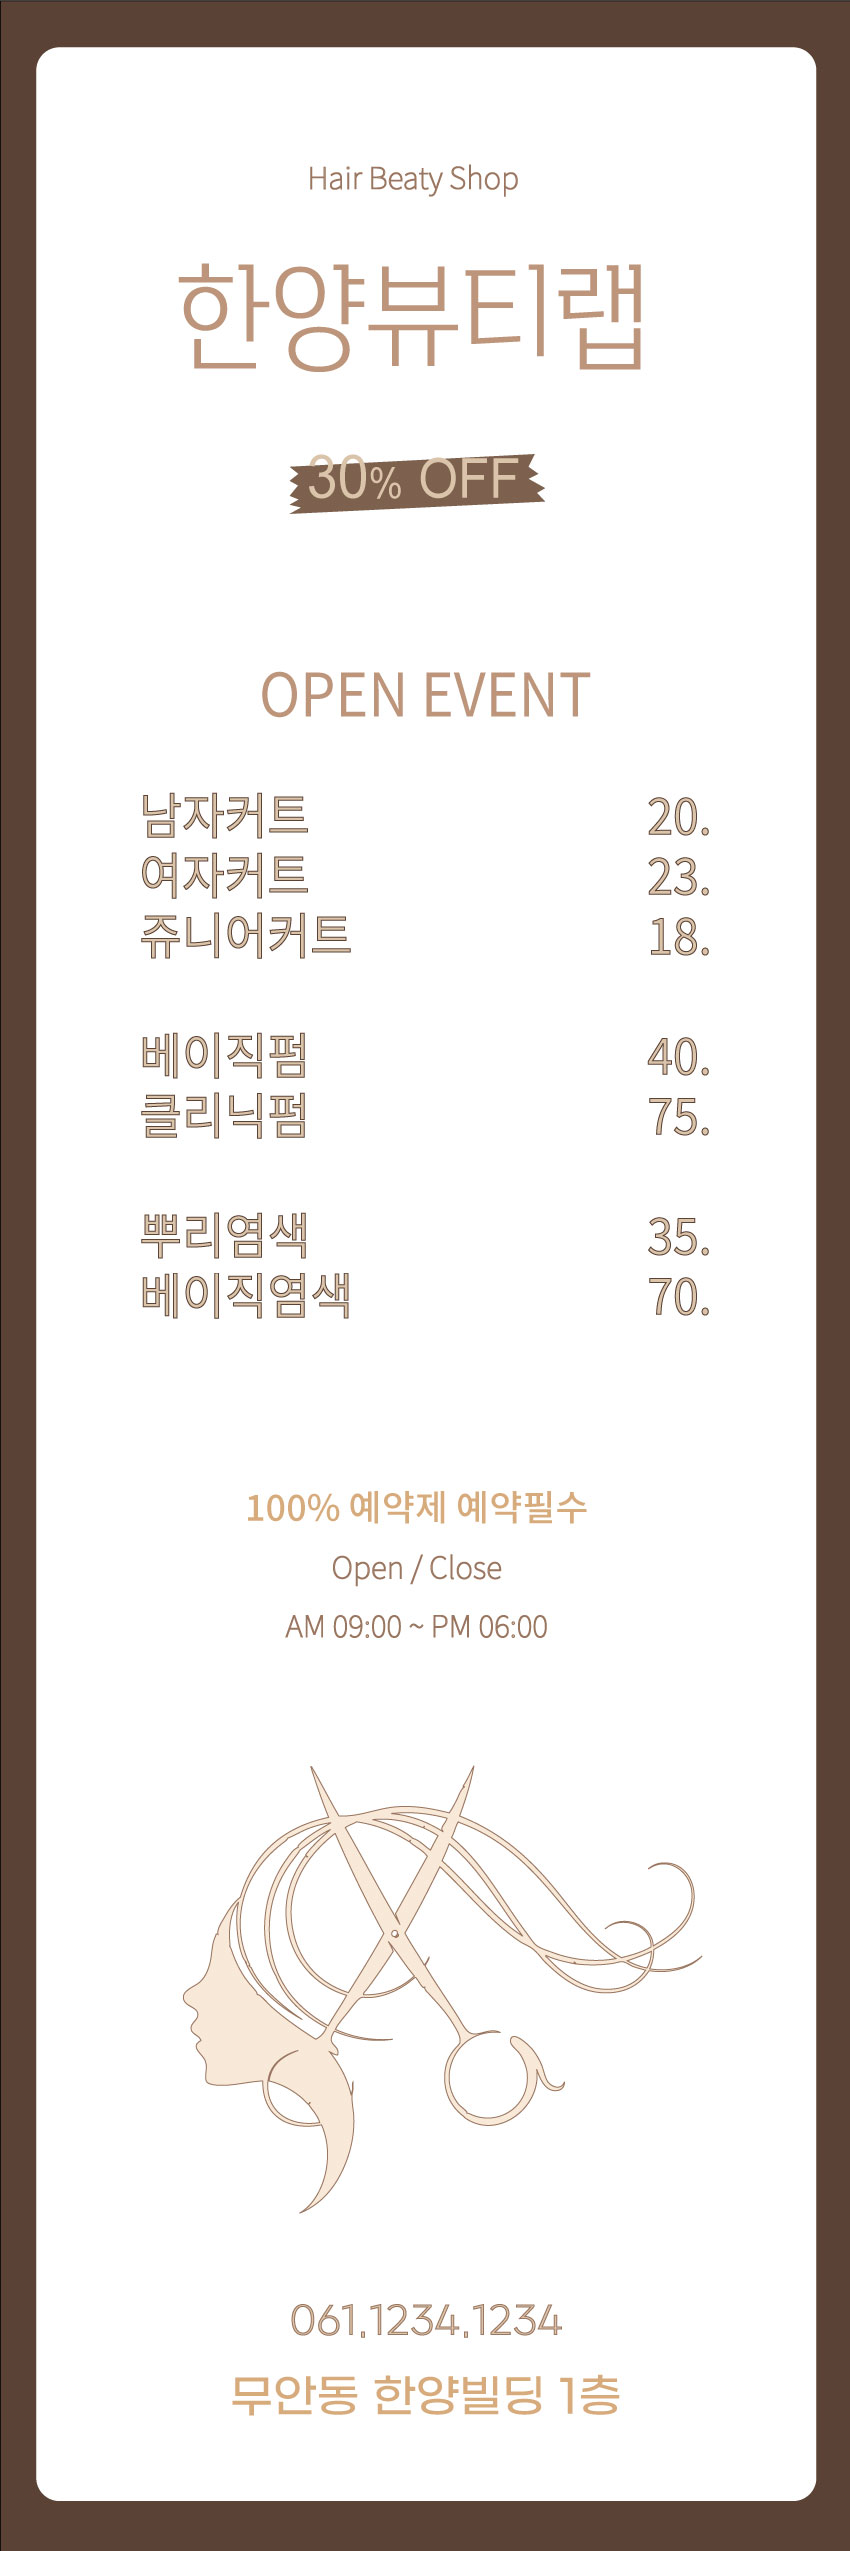 Hair Beaty Shop
한양뷰티랩
30% OFF
OPEN EVENT
남자커트 20.
여자커트 23.
쥬니어커트 18.
베이직펌 40.
클리닉펌 75.
뿌리염색 35.
베이직염색 70.
100% 예약제 예약필수
Open / Close
AM 09:00 ~ PM 06:00
061.1234.1234
무안동 한양빌딩 1층